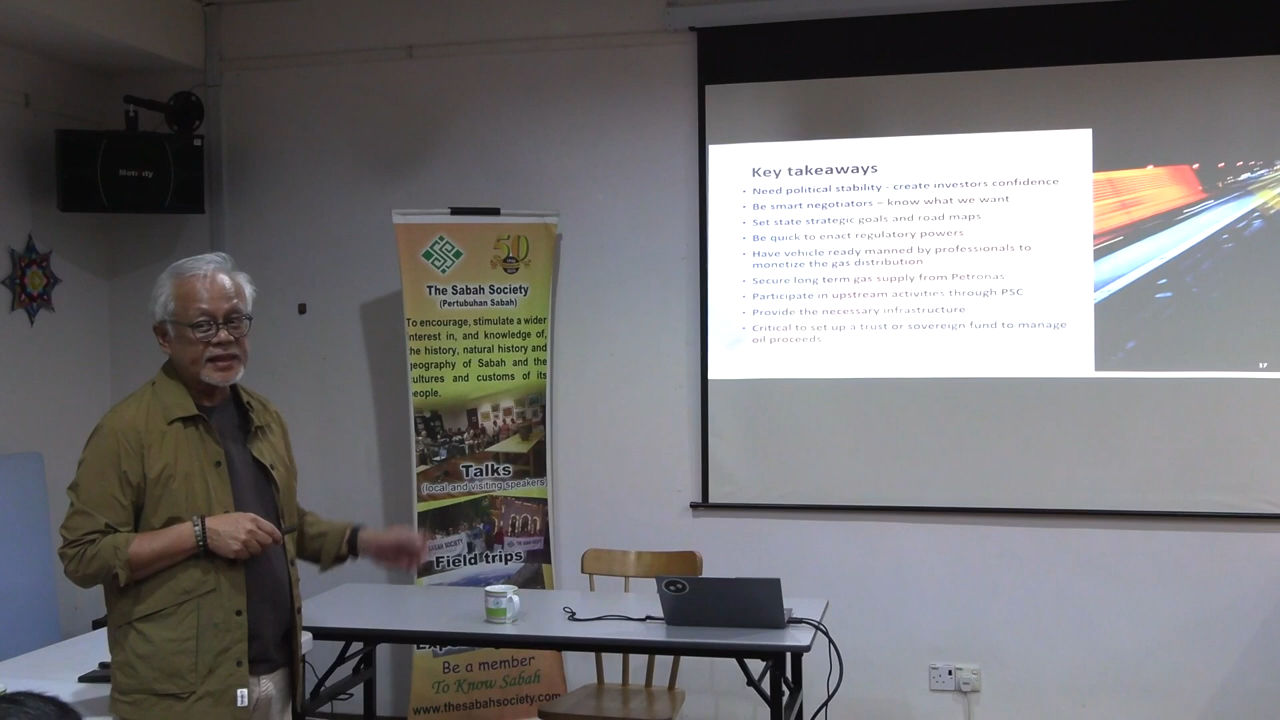 Key takeaways
• Need political stability - create investors confidence
• Be smart negotiators – know what we want
• Set state strategic goals and road maps
• Be quick to enact regulatory powers
• Have vehicle ready manned by professionals to
monetize the gas distribution
• Secure long term gas supply from Petronas
• Participate in upstream activities through PSC
• Provide the necessary infrastructure
• Critical to set up a trust or sovereign fund to manage
oil proceeds
17
50
The Sabah Society
(Pertubuhan Sabah)
To encourage, stimulate a wider
interest in, and knowledge of,
the history, natural history and
geography of Sabah and the
cultures and customs of its
people.
Talks
(local and visiting speakers
SABAH SOCIETY
Field trips
Be a member
To Know Sabah
www.thesabahsociety.com